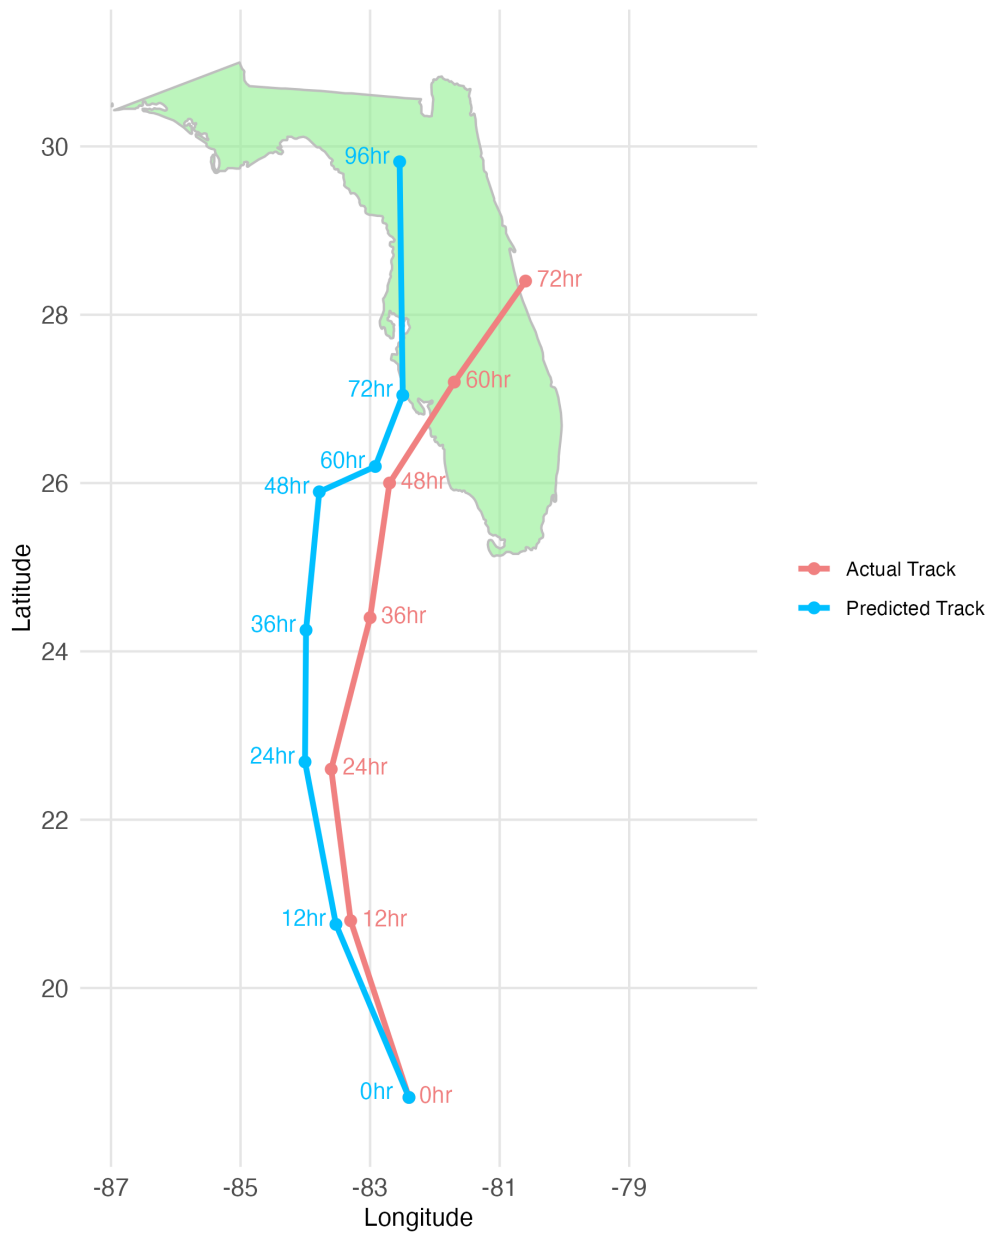 30
96hr
72hr
28
72hr
60hr
60hr
26
48hr
48hr
36hr
36hr
24
24hr
24hr
22
12hr
12hr
20
0hr
0hr
-87 -85 -83 -81 -79
Longitude
Latitude
Actual Track
Predicted Track